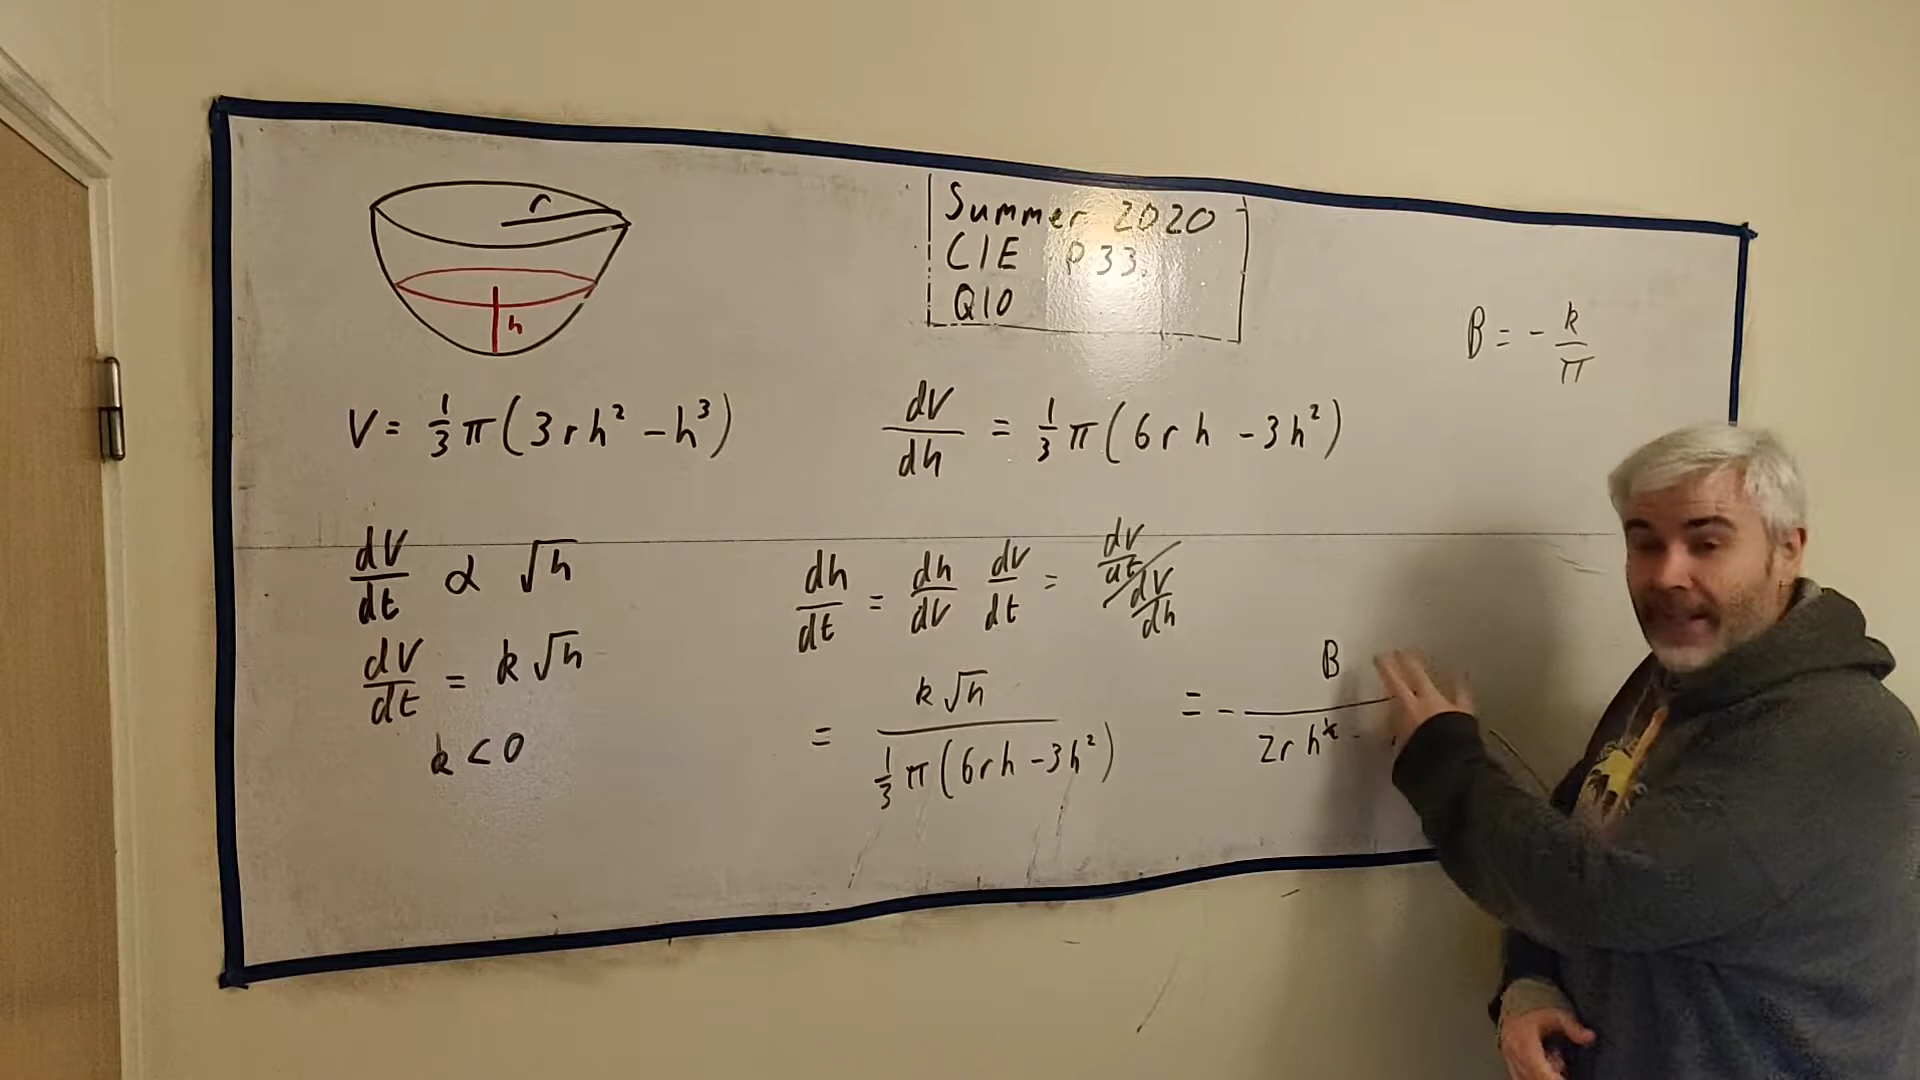 r
h
Summer 2020
CIE P33.
Q10
B = - k/π
V = 1/3 π(3rh² - h³)
dV/dh = 1/3 π(6rh - 3h²)
dV/dt ∝ √h
dV/dt = k√h
k < 0
dh/dt = dh/dV dV/dt = dV/dt / dV/dh
= k√h / 1/3 π(6rh - 3h²)
= - B / 2rh -